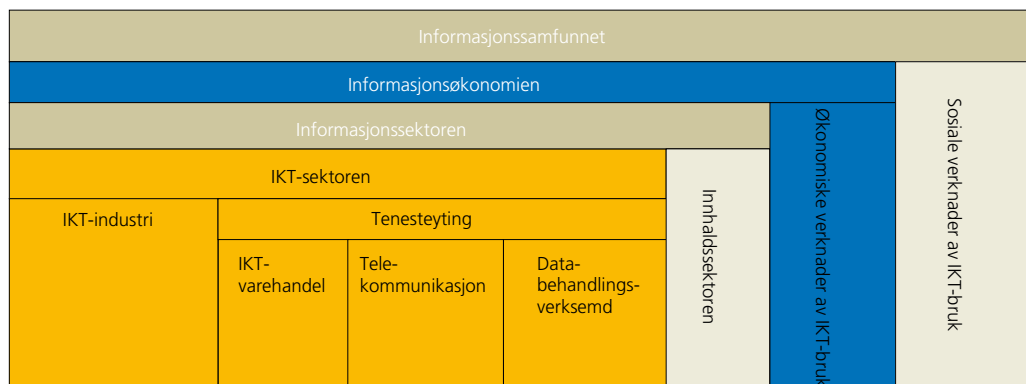 Informasjonssamfunnet
Informasjonsøkonomien
Informasjonssektoren
IKT-sektoren
IKT-industri
Tenesteyting
IKT-
varehandel
Tele-
kommunikasjon
Data-
behandlings-
verksemd
Innhaldssektoren
Økonomiske verknader av IKT-bruk
Sosiale verknader av IKT-bruk